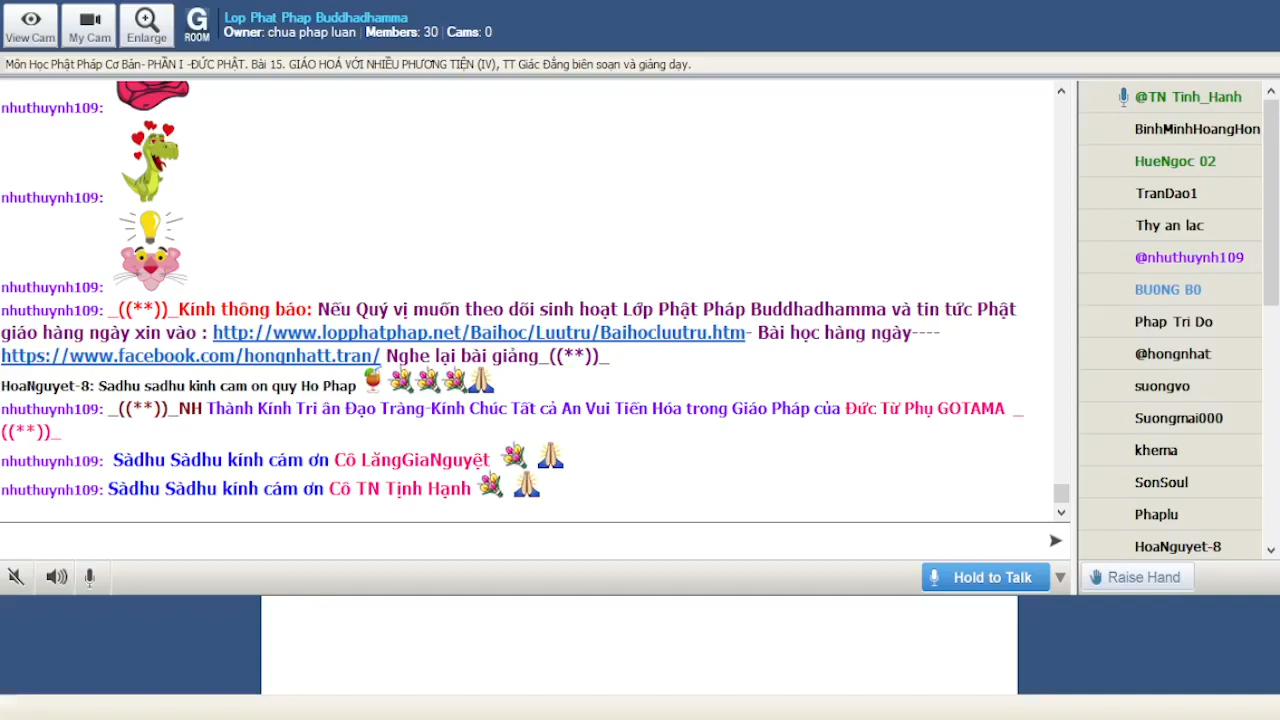 View Cam
My Cam
Enlarge
G
ROOM
Lop Phat Phap Buddhadhamma
Owner: chua phap luan | Members: 30 | Cams: 0
Môn Học Phật Pháp Cơ Bản- PHẦN I -ĐỨC PHẬT. Bài 15. GIÁO HOÁ VỚI NHIỀU PHƯƠNG TIỆN (IV), TT Giác Đẳng biên soạn và giảng dạy.
nhuthuynh109:
nhuthuynh109:
nhuthuynh109:
nhuthuynh109: _((**))_Kính thông báo: Nếu Quý vị muốn theo dõi sinh hoạt Lớp Phật Pháp Buddhadhamma và tin tức Phật
giáo hàng ngày xin vào : http://www.lopphatphap.net/Baihoc/Luutru/Baihocluutru.htm- Bài học hàng ngày----
https://www.facebook.com/hongnhatt.tran/ Nghe lại bài giảng_((**))_
HoaNguyet-8: Sadhu sadhu kinh cam on quy Ho Phap
nhuthuynh109: _((**))_NH Thành Kính Tri ân Đạo Tràng-Kính Chúc Tất cả An Vui Tiến Hóa trong Giáo Pháp của Đức Từ Phụ GOTAMA _
((**))_
nhuthuynh109: Sàdhu Sàdhu kính cám ơn Cô LăngGiaNguyệt
nhuthuynh109: Sàdhu Sàdhu kính cám ơn Cô TN Tịnh Hạnh
Hold to Talk
@TN Tinh_Hanh
BinhMinhHoangHon
HueNgoc 02
TranDao1
Thy an lac
@nhuthuynh109
BU0NG B0
Phap Tri Do
@hongnhat
suongvo
Suongmai000
khema
SonSoul
Phaplu
HoaNguyet-8
Raise Hand